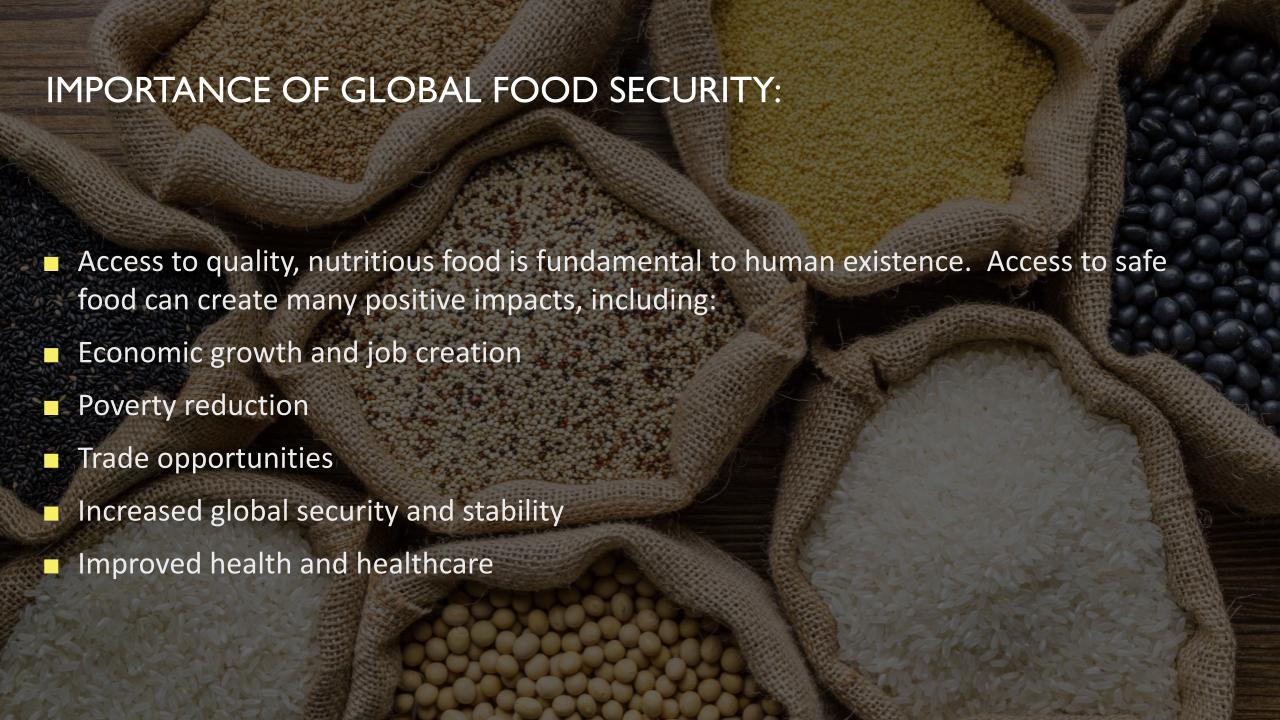 IMPORTANCE OF GLOBAL FOOD SECURITY:
■ Access to quality, nutritious food is fundamental to human existence.  Access to safe
food can create many positive impacts, including:
■ Economic growth and job creation
■ Poverty reduction
■ Trade opportunities
■ Increased global security and stability
■ Improved health and healthcare